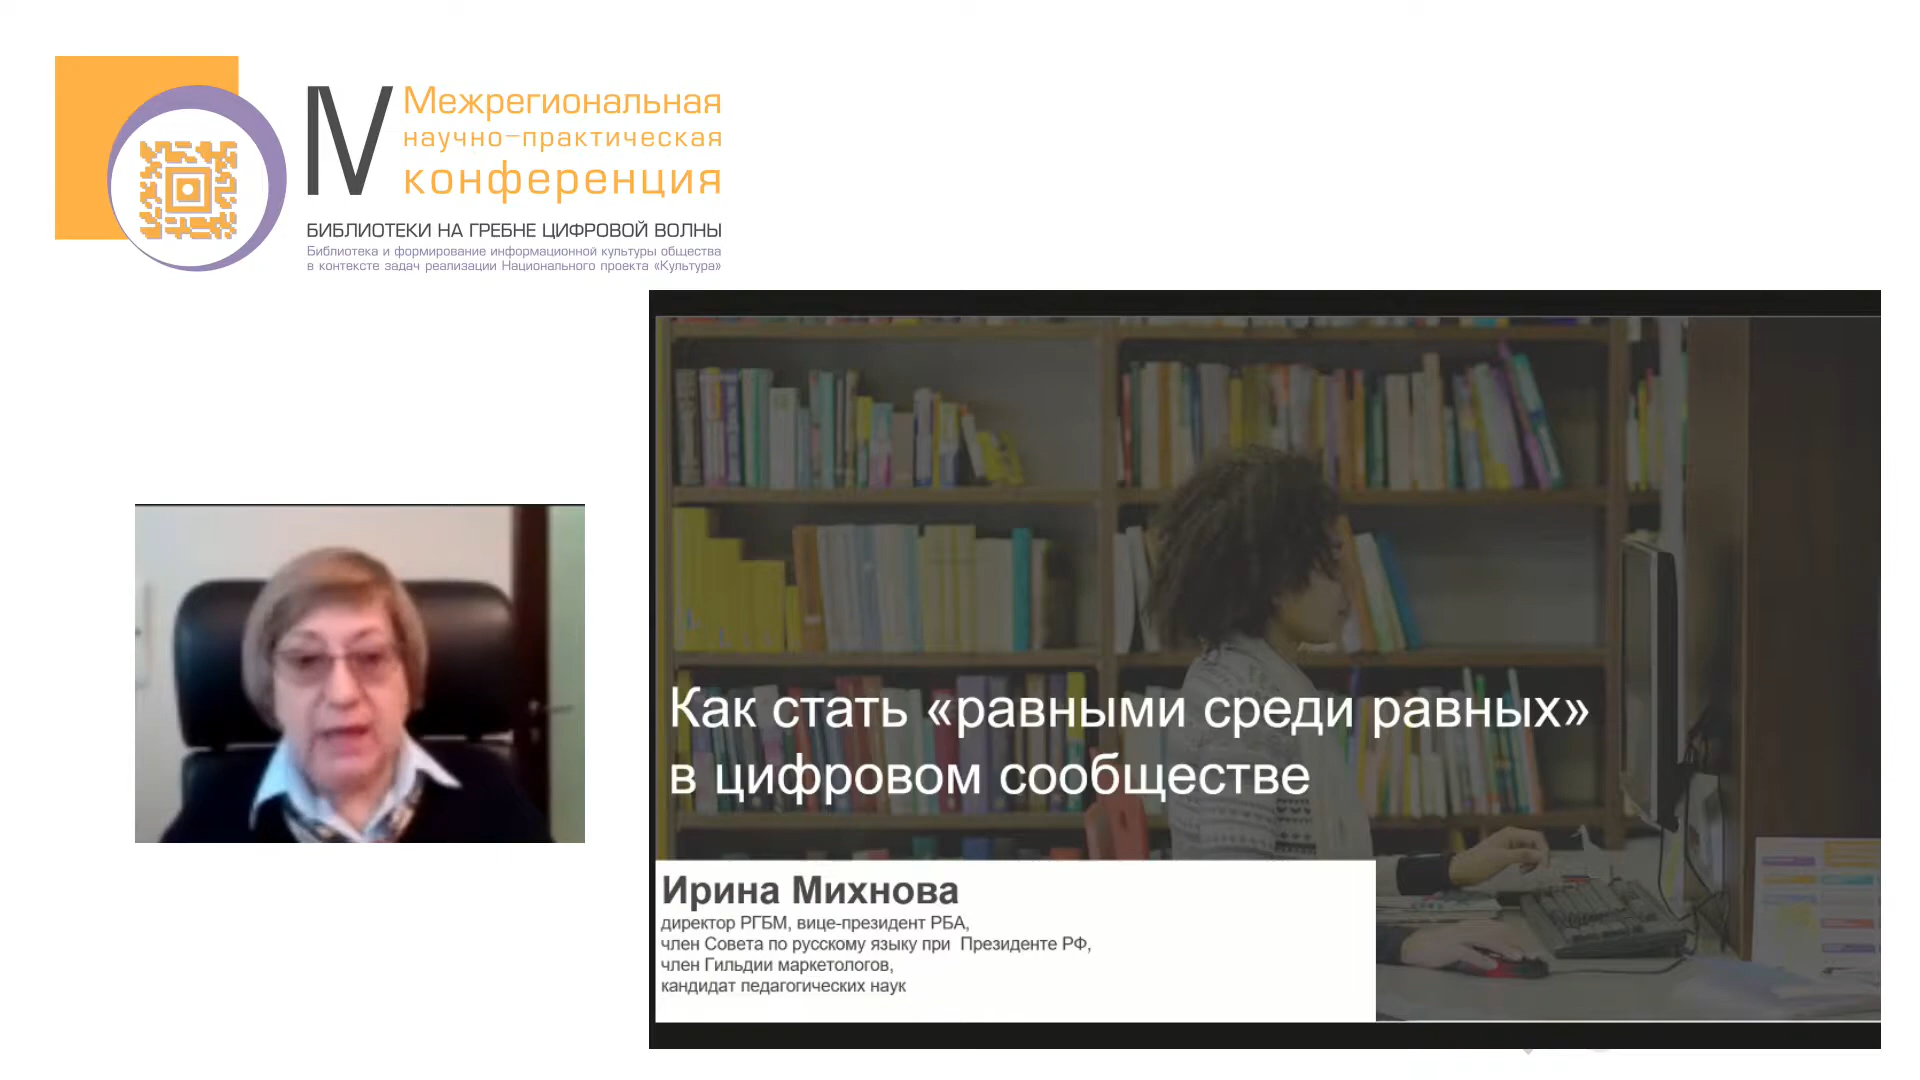 IV
Межрегиональная
научно-практическая
конференция
БИБЛИОТЕКИ НА ГРЕБНЕ ЦИФРОВОЙ ВОЛНЫ
Библиотека и формирование информационной культуры общества
в контексте задач реализации Национального проекта «Культура»
Как стать «равными среди равных»
в цифровом сообществе
Ирина Михнова
директор РГБМ, вице-президент РБА,
член Совета по русскому языку при Президенте РФ,
член Гильдии маркетологов,
кандидат педагогических наук